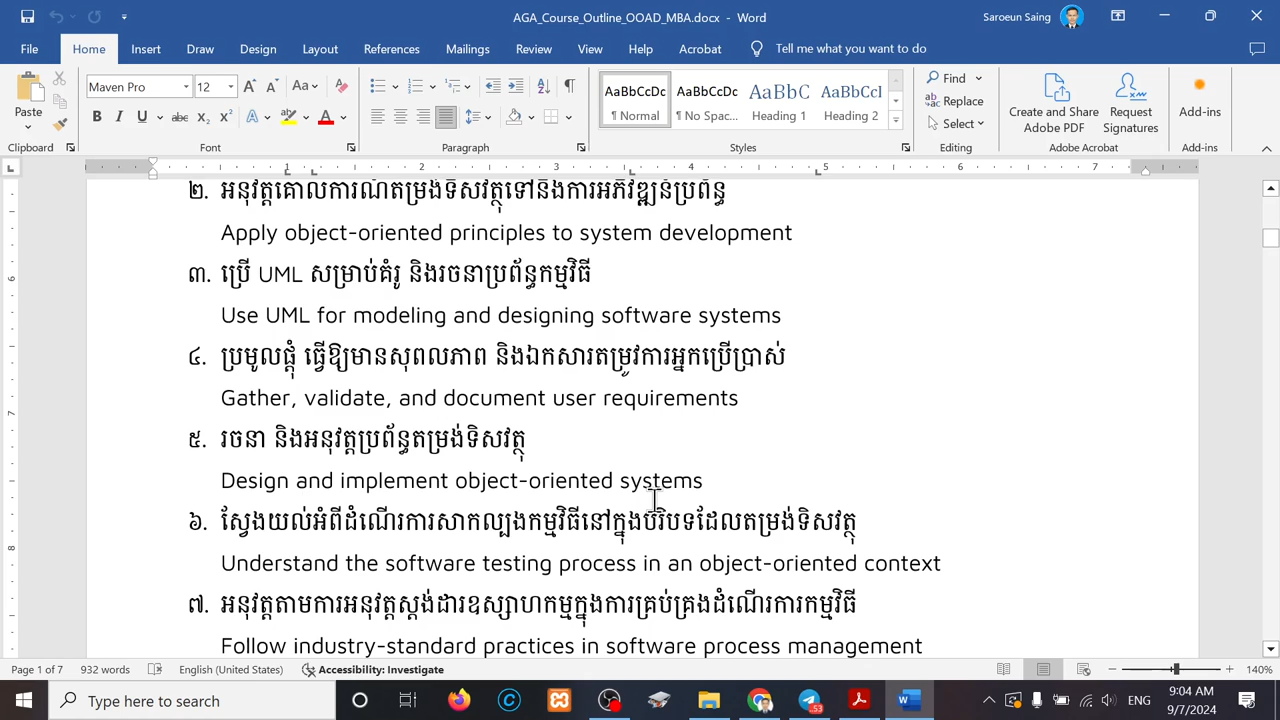 AGA_Course_Outline_OOAD_MBA.docx - Word
Saroeun Saing
File Home Insert Draw Design Layout References Mailings Review View Help Acrobat Tell me what you want to do
Paste
Clipboard
Maven Pro 12
Font
Paragraph
AaBbCcDc AaBbCcDc AaBbC AaBbCcl
¶ Normal ¶ No Spac... Heading Heading 2
Styles
Find
Replace
Select
Editing
Create and Share Adobe PDF
Request Signatures
Adobe Acrobat
Add-ins
Add-ins
1 2 3 4 5 6 7
២. អនុវត្តគោលការណ៍តម្រង់ទិសវត្ថុទៅនឹងការអភិវឌ្ឍន៍ប្រព័ន្ធ
Apply object-oriented principles to system development
៣. ប្រើ UML សម្រាប់គំរូ និងរចនាប្រព័ន្ធកម្មវិធី
Use UML for modeling and designing software systems
៤. ប្រមូលផ្តុំ ធ្វើឱ្យមានសុពលភាព និងឯកសារតម្រូវការអ្នកប្រើប្រាស់
Gather, validate, and document user requirements
៥. រចនា និងអនុវត្តប្រព័ន្ធតម្រង់ទិសវត្ថុ
Design and implement object-oriented systems
៦. ស្វែងយល់អំពីដំណើរការសាកល្បងកម្មវិធីនៅក្នុងបរិបទដែលតម្រង់ទិសវត្ថុ
Understand the software testing process in an object-oriented context
៧. អនុវត្តតាមការអនុវត្តស្តង់ដារឧស្សាហកម្មក្នុងការគ្រប់គ្រងដំណើរការកម្មវិធី
Follow industry-standard practices in software process management
Page 1 of 7 932 words English (United States) Accessibility: Investigate 140%
Type here to search
53
ENG
9:04 AM
9/7/2024